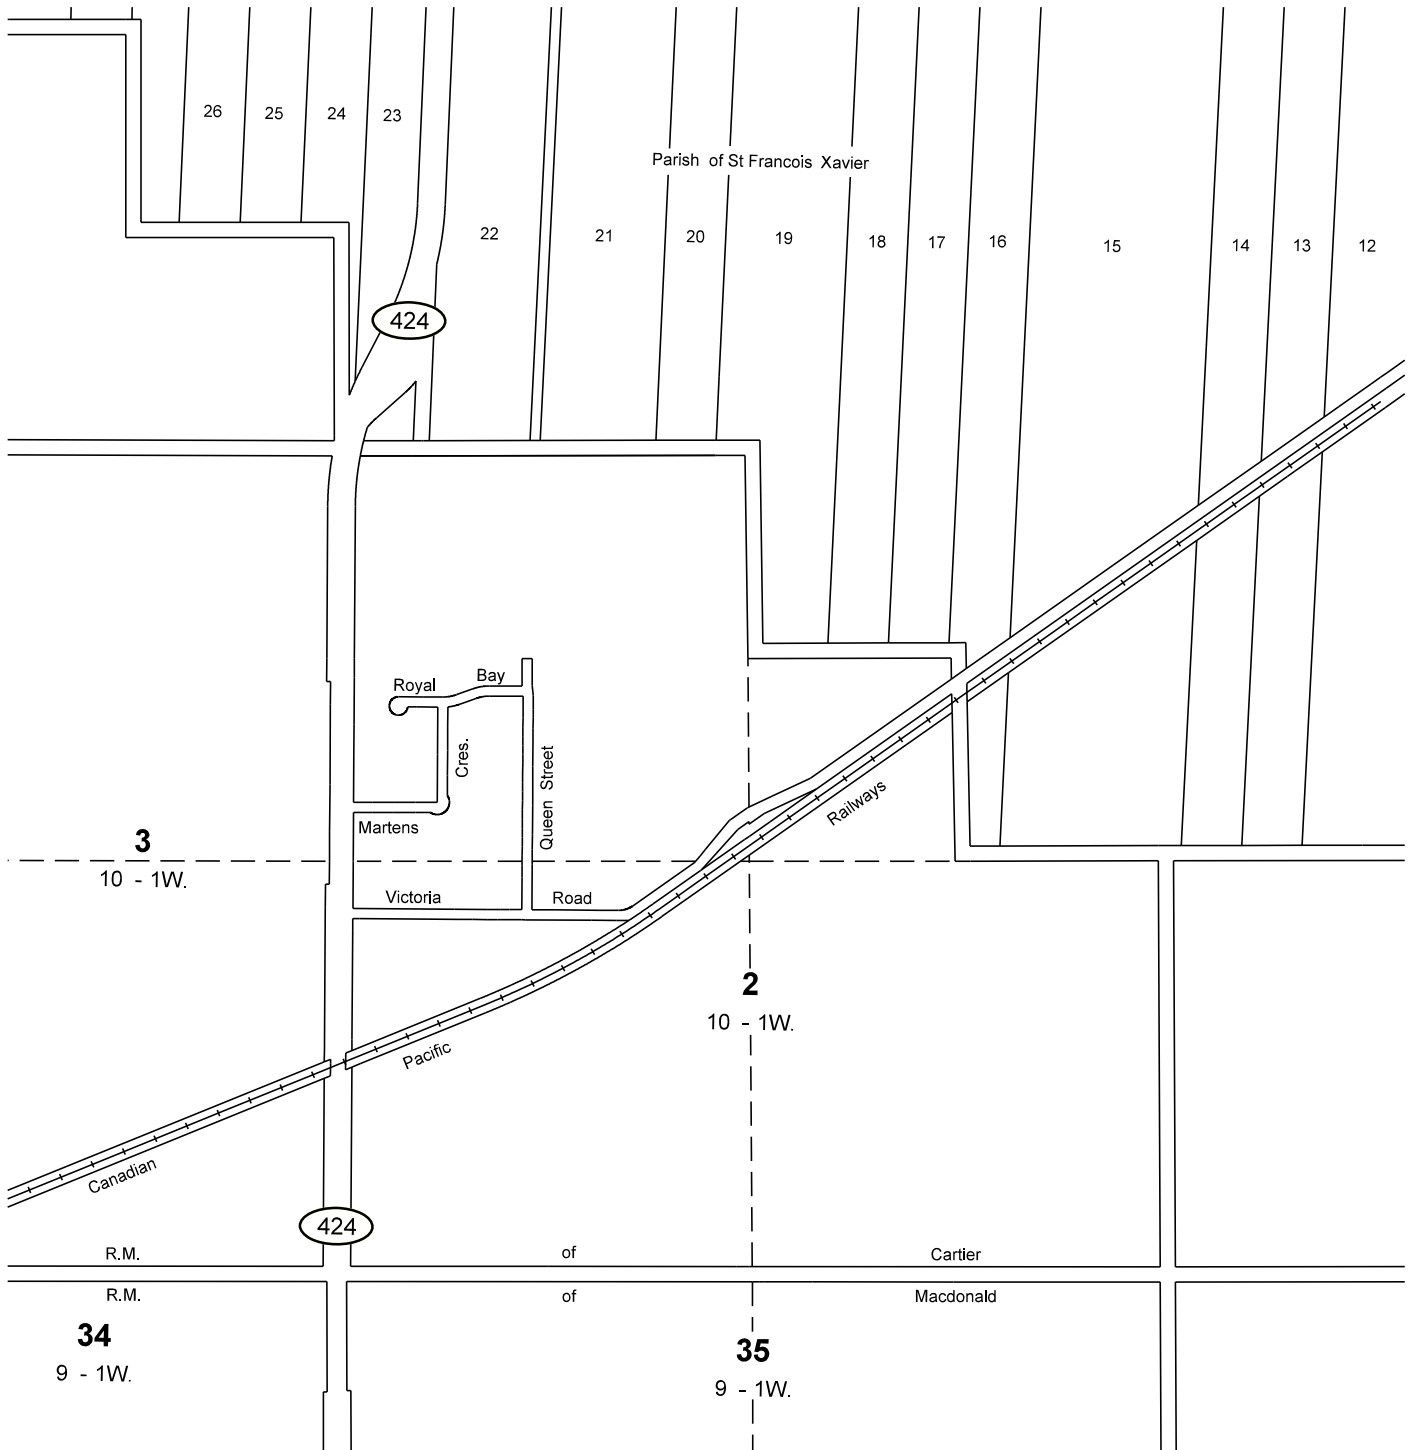 26 25 24 23
Parish of St Francois Xavier
22 21 20 19 18 17 16 15 14 13 12
424
Royal Bay
Cres.
Queen Street
Martens
Railways
3
10 - 1W.
Victoria Road
2
10 - 1W.
Pacific
Canadian
424
R.M. of Cartier
R.M. of Macdonald
34
9 - 1W.
35
9 - 1W.